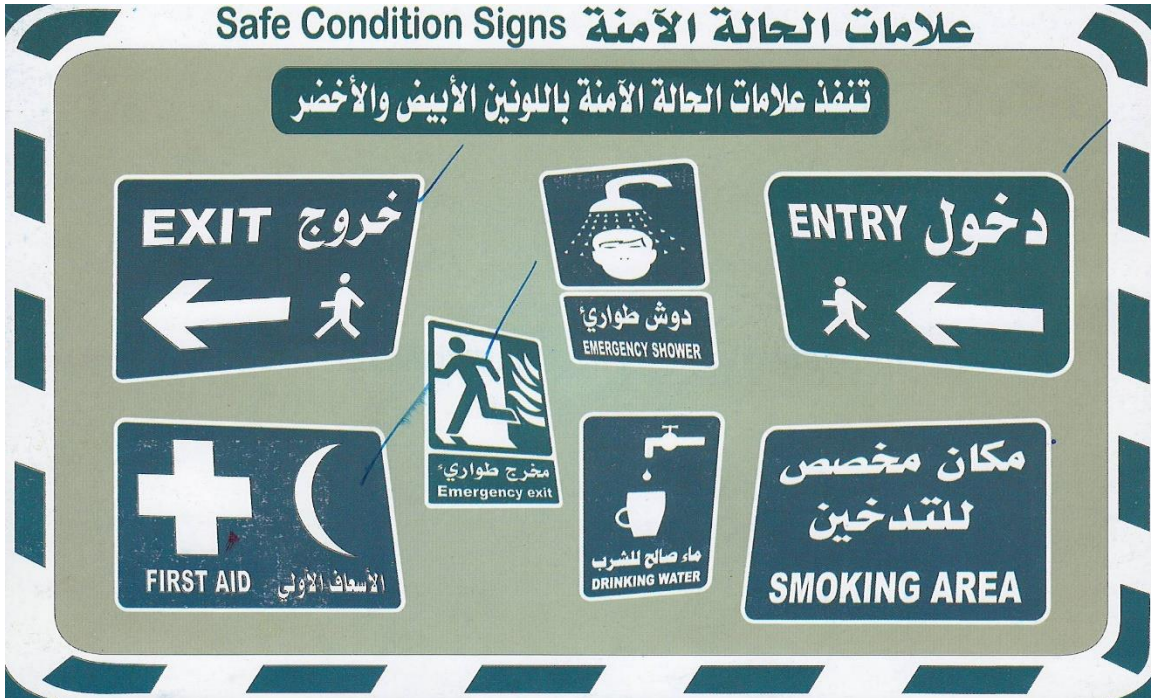 Safe Condition Signs علامات الحالة الآمنة
تنفذ علامات الحالة الآمنة باللونين الأبيض والأخضر
EXIT خروج
دوش طوارئ
EMERGENCY SHOWER
ENTRY دخول
مخرج طوارئ
Emergency exit
FIRST AID الأسعاف الأولي
ماء صالح للشرب
DRINKING WATER
مكان مخصص
للتدخين
SMOKING AREA